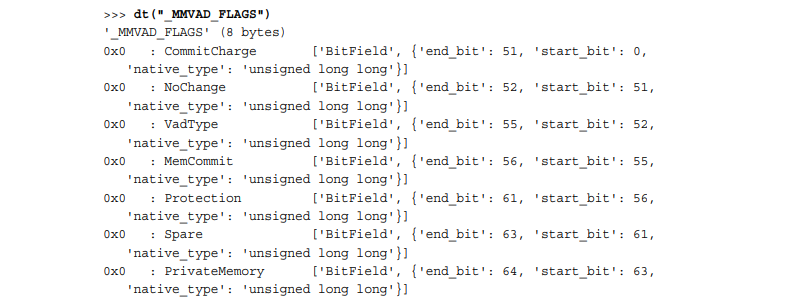 >>> dt("_MMVAD_FLAGS")
'_MMVAD_FLAGS' (8 bytes)
0x0   : CommitCharge       ['BitField', {'end_bit': 51, 'start_bit': 0,
   'native_type': 'unsigned long long'}]
0x0   : NoChange           ['BitField', {'end_bit': 52, 'start_bit': 51,
   'native_type': 'unsigned long long'}]
0x0   : VadType            ['BitField', {'end_bit': 55, 'start_bit': 52,
   'native_type': 'unsigned long long'}]
0x0   : MemCommit          ['BitField', {'end_bit': 56, 'start_bit': 55,
   'native_type': 'unsigned long long'}]
0x0   : Protection         ['BitField', {'end_bit': 61, 'start_bit': 56,
   'native_type': 'unsigned long long'}]
0x0   : Spare              ['BitField', {'end_bit': 63, 'start_bit': 61,
   'native_type': 'unsigned long long'}]
0x0   : PrivateMemory      ['BitField', {'end_bit': 64, 'start_bit': 63,
   'native_type': 'unsigned long long'}]